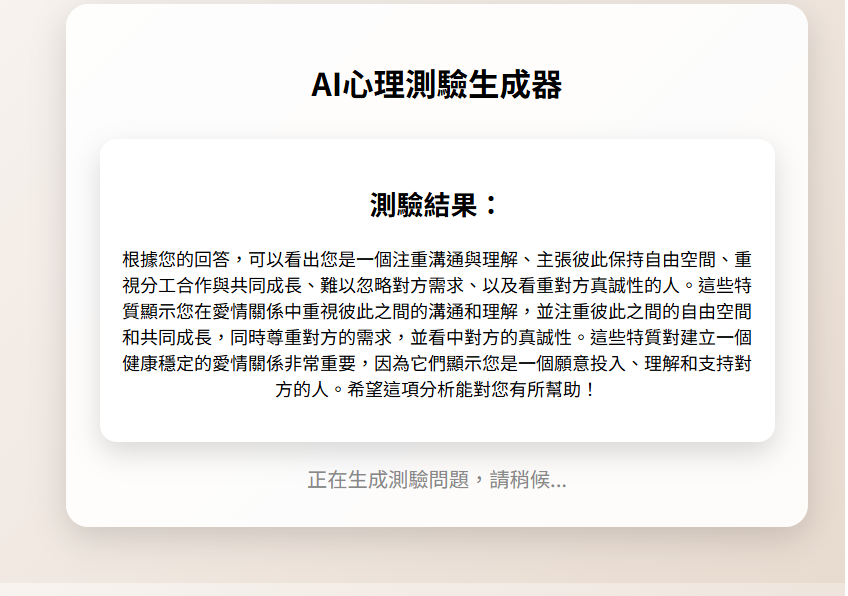 AI心理測驗生成器
測驗結果：
根據您的回答，可以看出您是一個注重溝通與理解、主張彼此保持自由空間、重
視分工合作與共同成長、難以忽略對方需求、以及看重對方真誠性的人。這些特
質顯示您在愛情關係中重視彼此之間的溝通和理解，並注重彼此之間的自由空間
和共同成長，同時尊重對方的需求，並看中對方的真誠性。這些特質對建立一個
健康穩定的愛情關係非常重要，因為它們顯示您是一個願意投入、理解和支持對
方的人。希望這項分析能對您有所幫助！
正在生成測驗問題，請稍候...